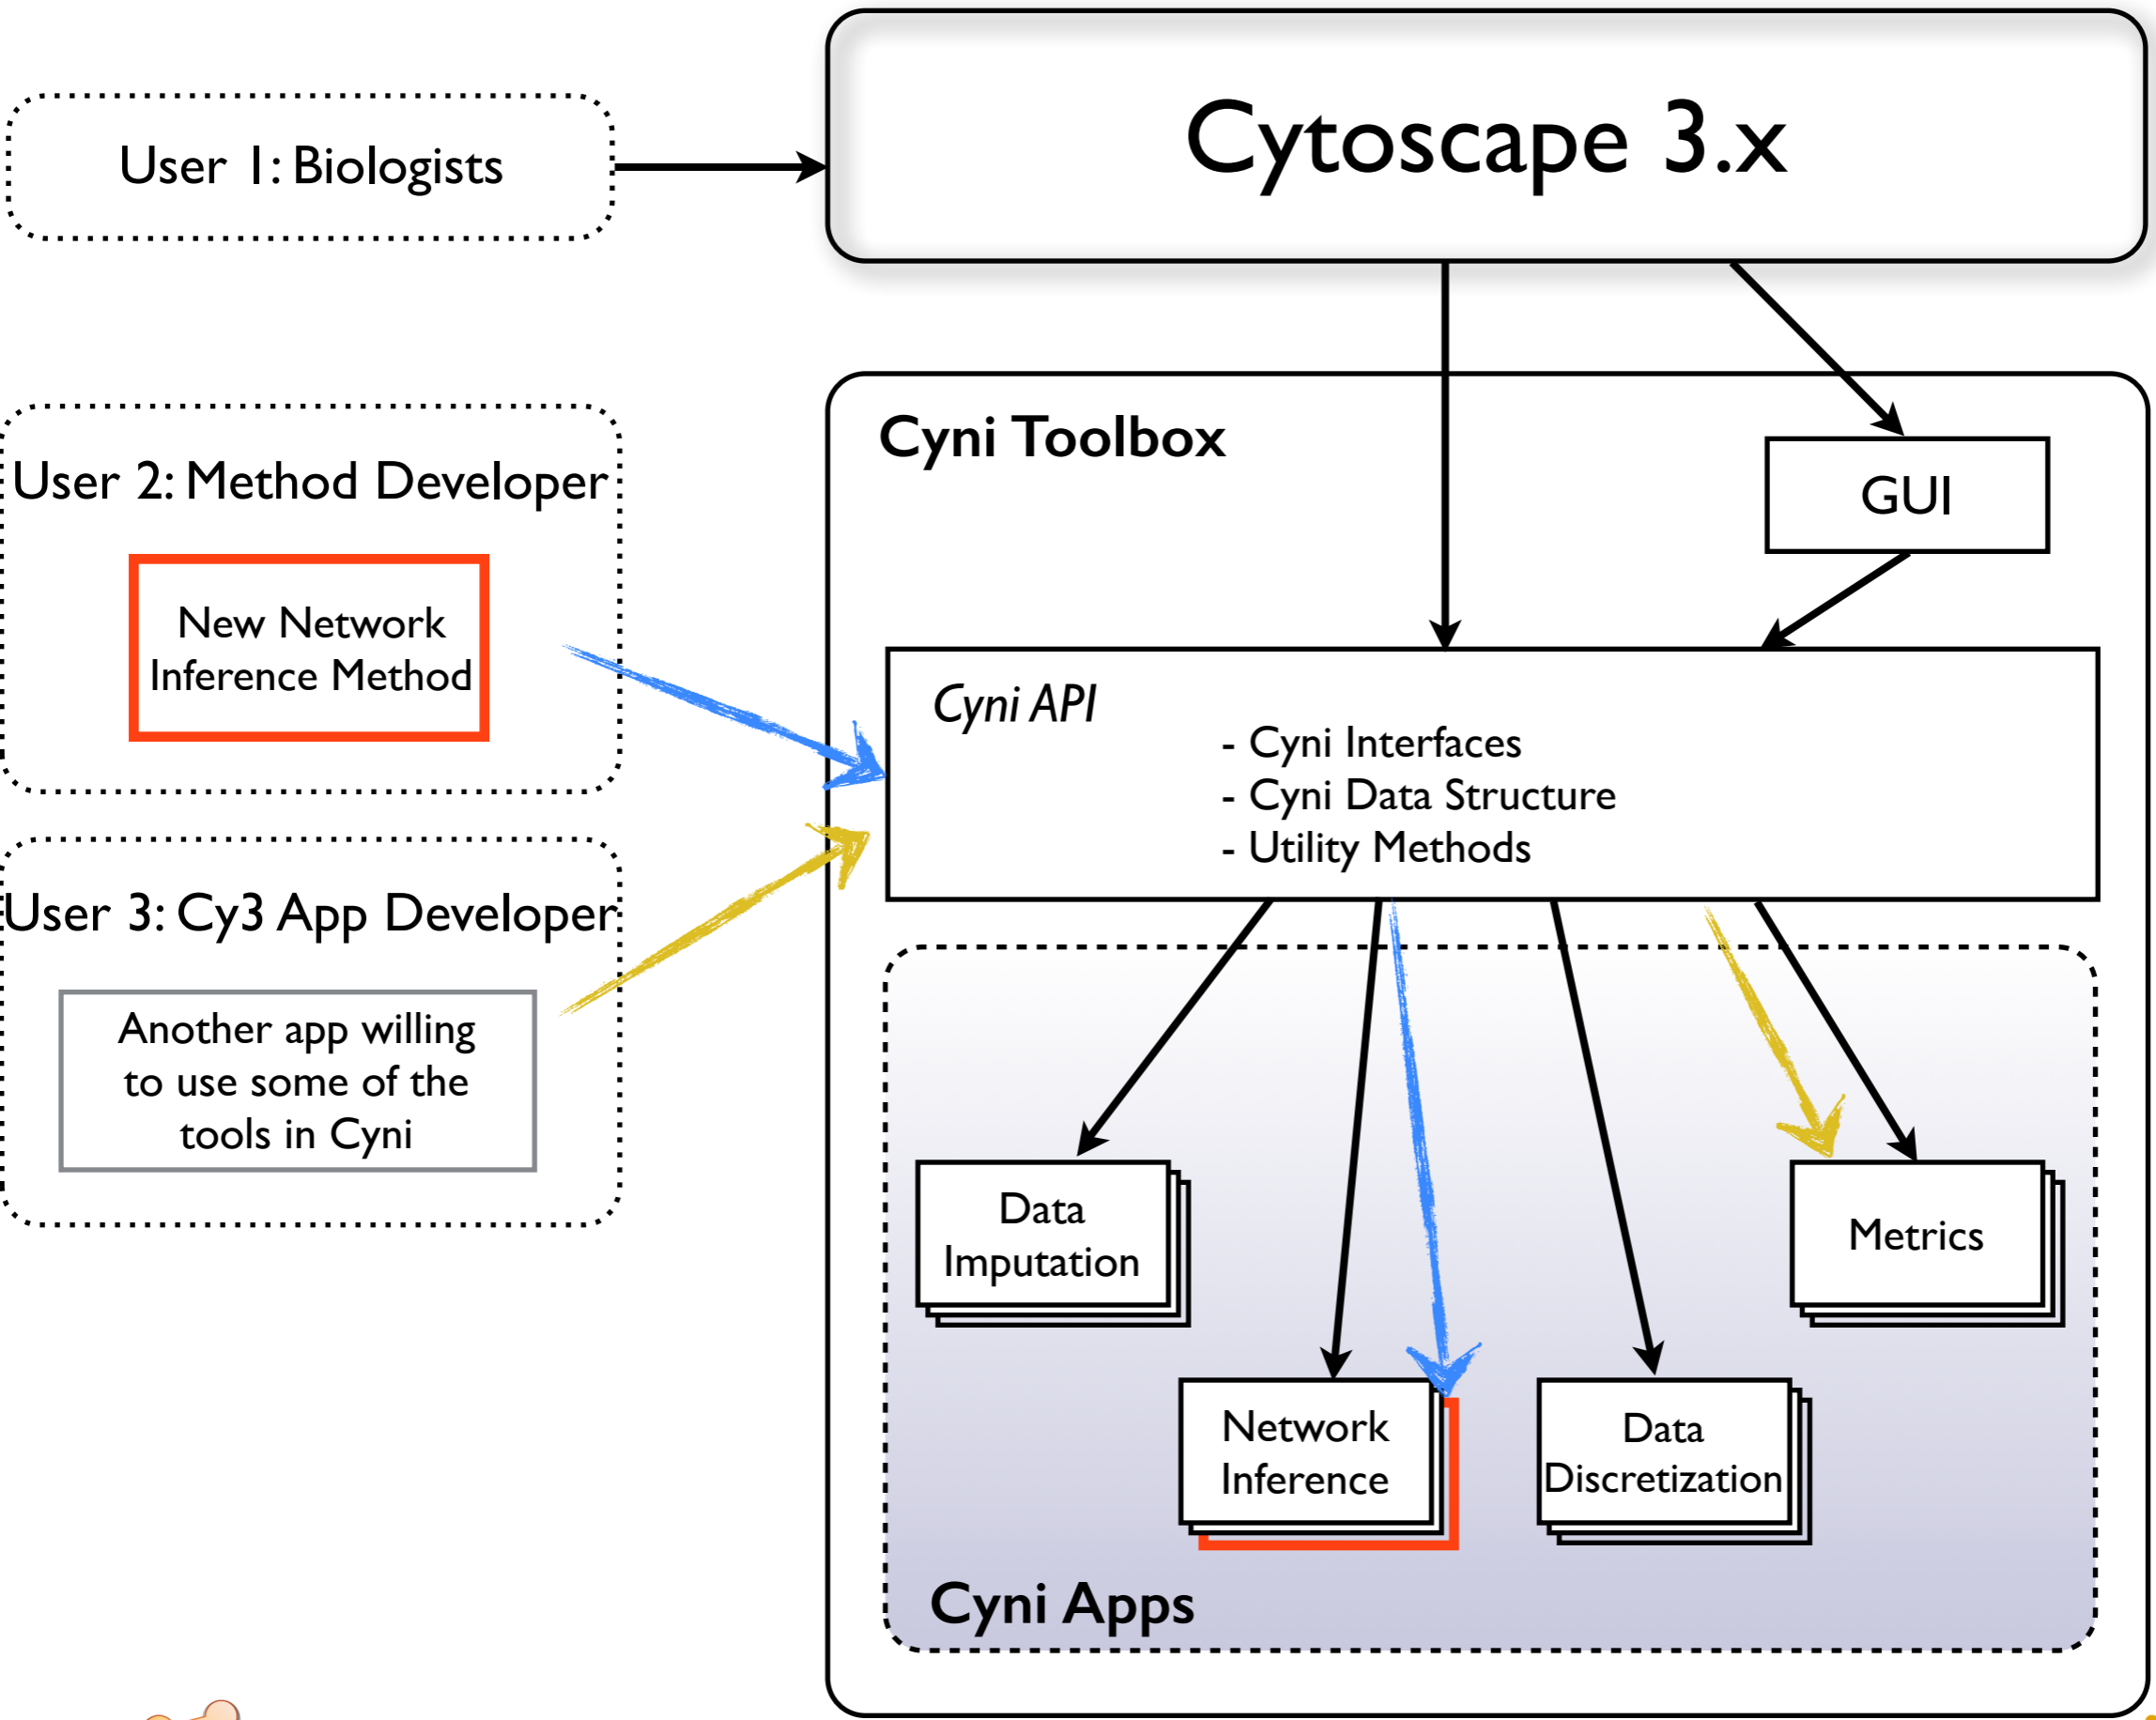 Cytoscape 3.x
User 1: Biologists
Cyni Toolbox
GUI
User 2: Method Developer
New Network
Inference Method
Cyni API
- Cyni Interfaces
- Cyni Data Structure
- Utility Methods
User 3: Cy3 App Developer
Another app willing
to use some of the
tools in Cyni
Data
Imputation
Metrics
Network
Inference
Data
Discretization
Cyni Apps